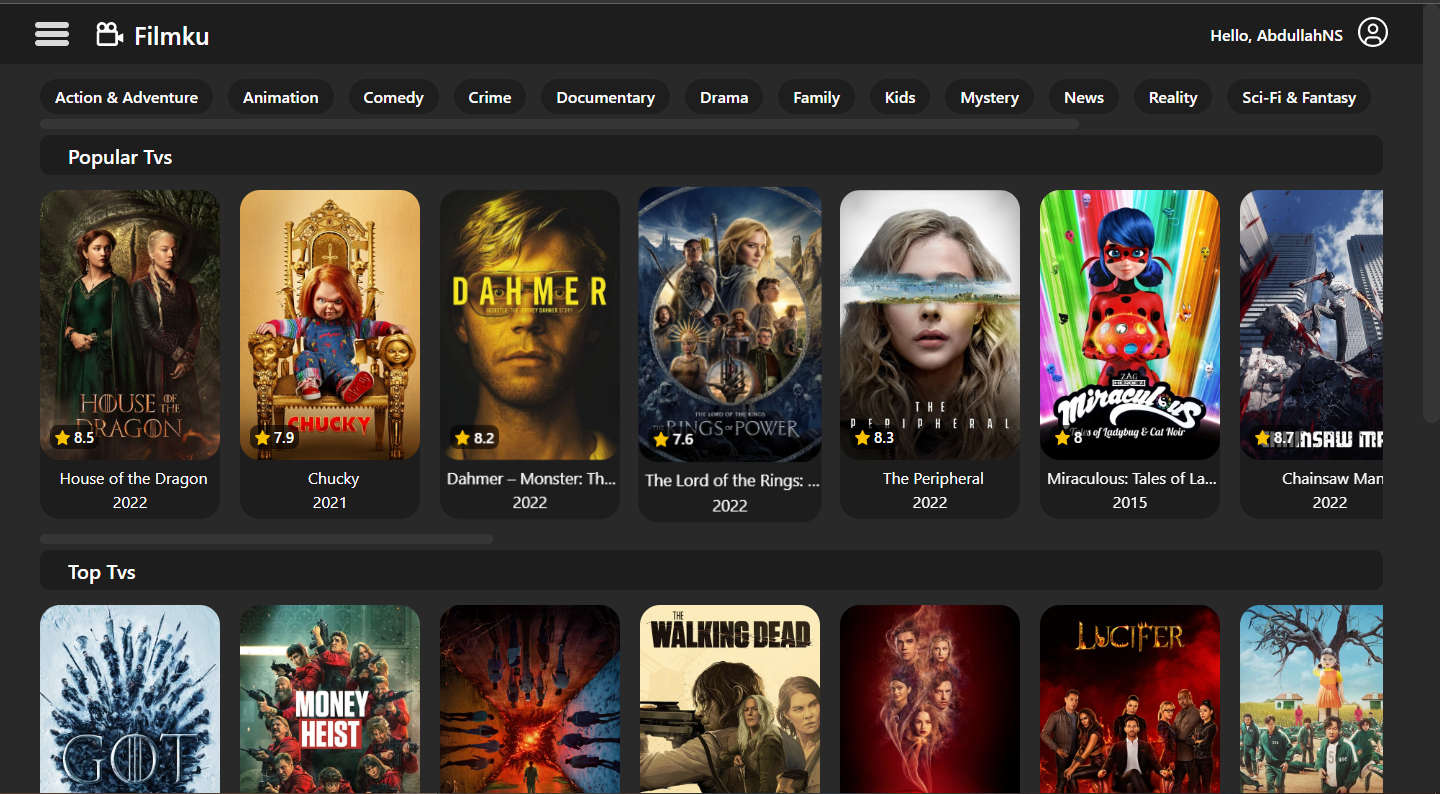 Filmku
Hello, AbdullahNS
Action & Adventure
Animation
Comedy
Crime
Documentary
Drama
Family
Kids
Mystery
News
Reality
Sci-Fi & Fantasy
Popular Tvs
HOUSE OF THE
DRAGON
8.5
House of the Dragon
2022
CHUCKY
7.9
Chucky
2021
DAHMER
MONSTER: THE JEFFREY DAHMER STORY
8.2
Dahmer – Monster: Th...
2022
THE LORD OF THE RINGS
THE RINGS OF POWER
7.6
The Lord of the Rings: ...
2022
THE
PERIPHERAL
8.3
The Peripheral
2022
ZAG
HEROEZ
Miraculous
Tales of Ladybug & Cat Noir
8
Miraculous: Tales of La...
2015
8.7
Chainsaw Man
2022
Top Tvs
GOT
MONEY
HEIST
THE
WALKING DEAD
LUCIFER